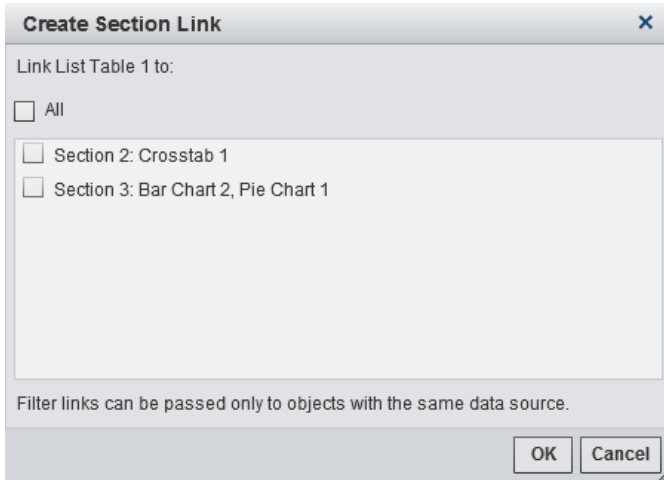 Create Section Link
Link List Table 1 to:
All
Section 2: Crosstab 1
Section 3: Bar Chart 2, Pie Chart 1
Filter links can be passed only to objects with the same data source.
OK Cancel